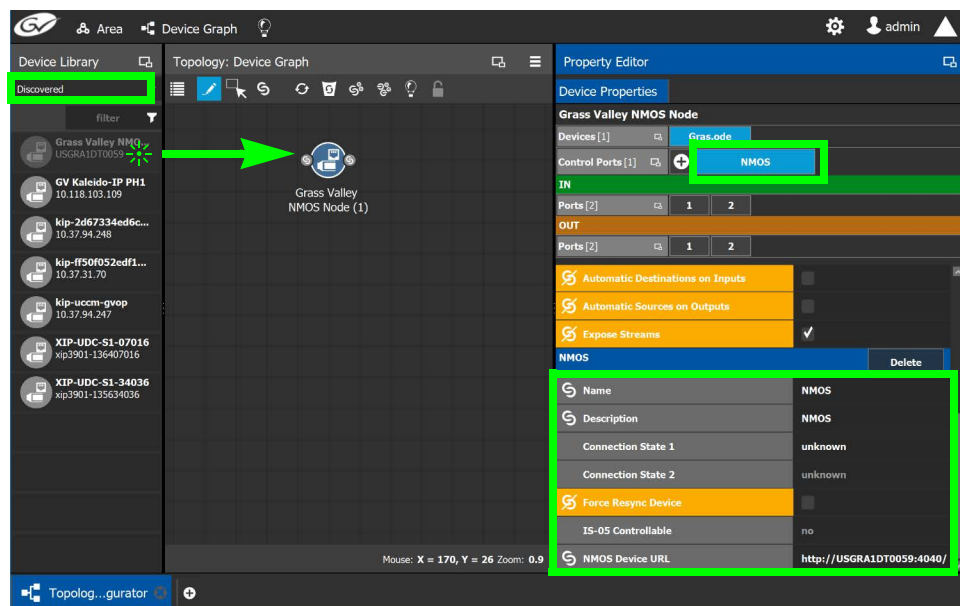 GV Area Device Graph admin
Device Library
Discovered
filter
Grass Valley NMO...
USGRA1DT0059
GV Kaleido-IP PH1
10.118.103.109
kip-2d67334ed6c...
10.37.94.248
kip-ff50f052edf1...
10.37.31.70
kip-uccm-gvop
10.37.94.247
XIP-UDC-S1-07016
xip3901-136407016
XIP-UDC-S1-34036
xip3901-135634036
Topology: Device Graph
Grass Valley
NMOS Node (1)
Mouse: X = 170, Y = 26 Zoom: 0.9
Property Editor
Device Properties
Grass Valley NMOS Node
Devices [1] Gras.ode
Control Ports [1] NMOS
IN
Ports [2] 1 2
OUT
Ports [2] 1 2
Automatic Destinations on Inputs
Automatic Sources on Outputs
Expose Streams
NMOS Delete
Name NMOS
Description NMOS
Connection State 1 unknown
Connection State 2 unknown
Force Resync Device
IS-05 Controllable no
NMOS Device URL http://USGRA1DT0059:4040/
Topolog...gurator